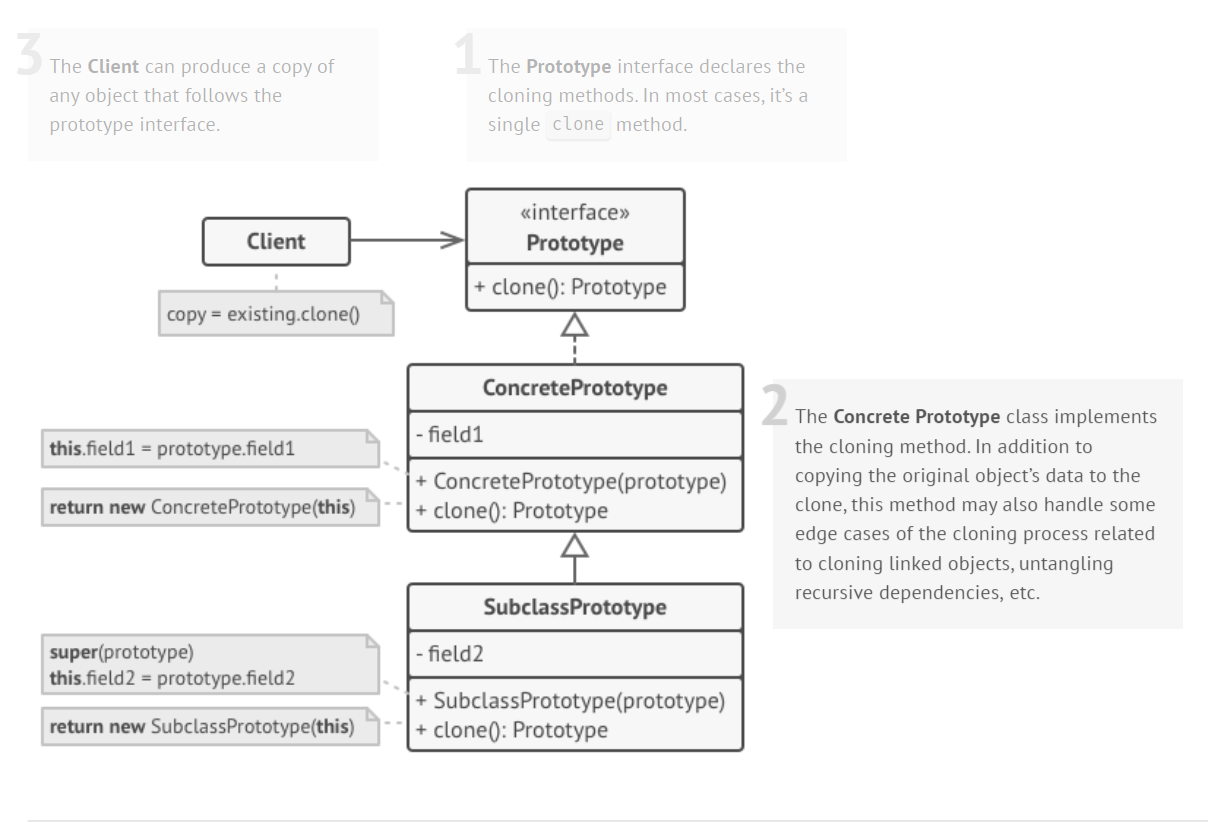 3
The Client can produce a copy of
any object that follows the
prototype interface.
1
The Prototype interface declares the
cloning methods. In most cases, it’s a
single clone method.
Client
copy = existing.clone()
«interface»
Prototype
+ clone(): Prototype
ConcretePrototype
- field1
+ ConcretePrototype(prototype)
+ clone(): Prototype
this.field1 = prototype.field1
return new ConcretePrototype(this)
2
The Concrete Prototype class implements
the cloning method. In addition to
copying the original object’s data to the
clone, this method may also handle some
edge cases of the cloning process related
to cloning linked objects, untangling
recursive dependencies, etc.
SubclassPrototype
- field2
+ SubclassPrototype(prototype)
+ clone(): Prototype
super(prototype)
this.field2 = prototype.field2
return new SubclassPrototype(this)